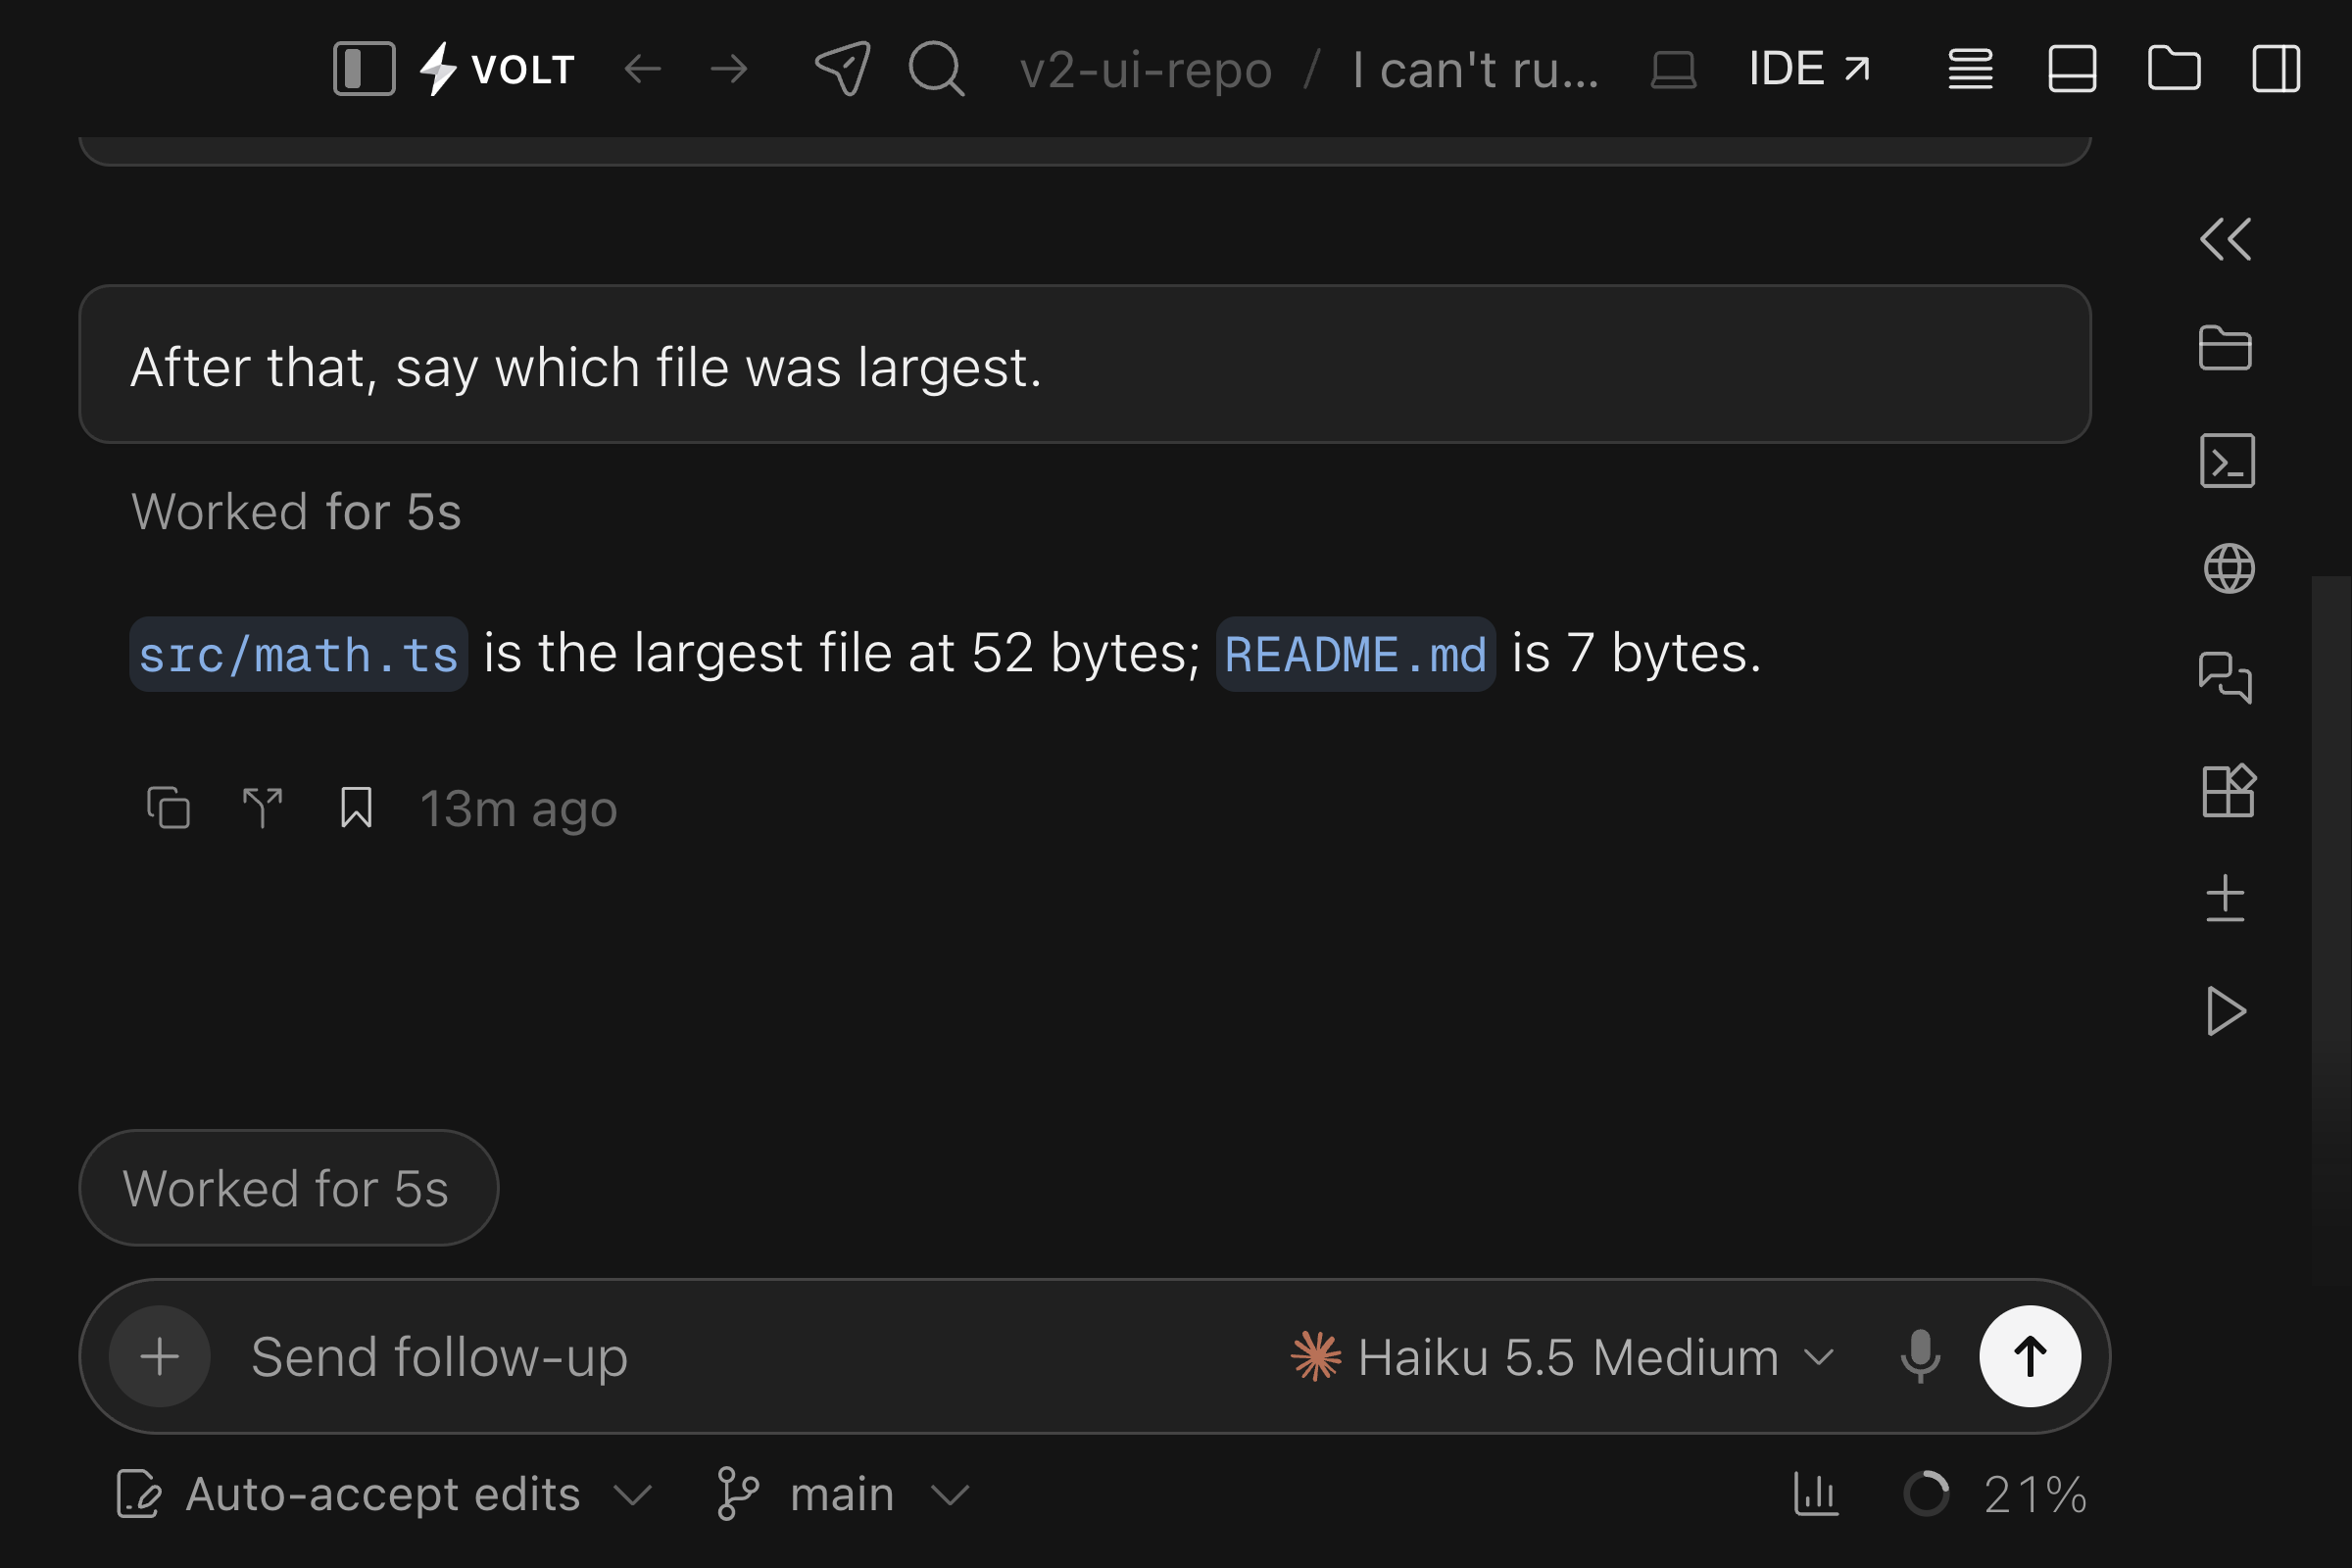 VOLT v2-ui-repo / I can't ru... IDE
After that, say which file was largest.
Worked for 5s
src/math.ts is the largest file at 52 bytes; README.md is 7 bytes.
13m ago
Worked for 5s
Send follow-up Haiku 5.5 Medium
Auto-accept edits main 21%